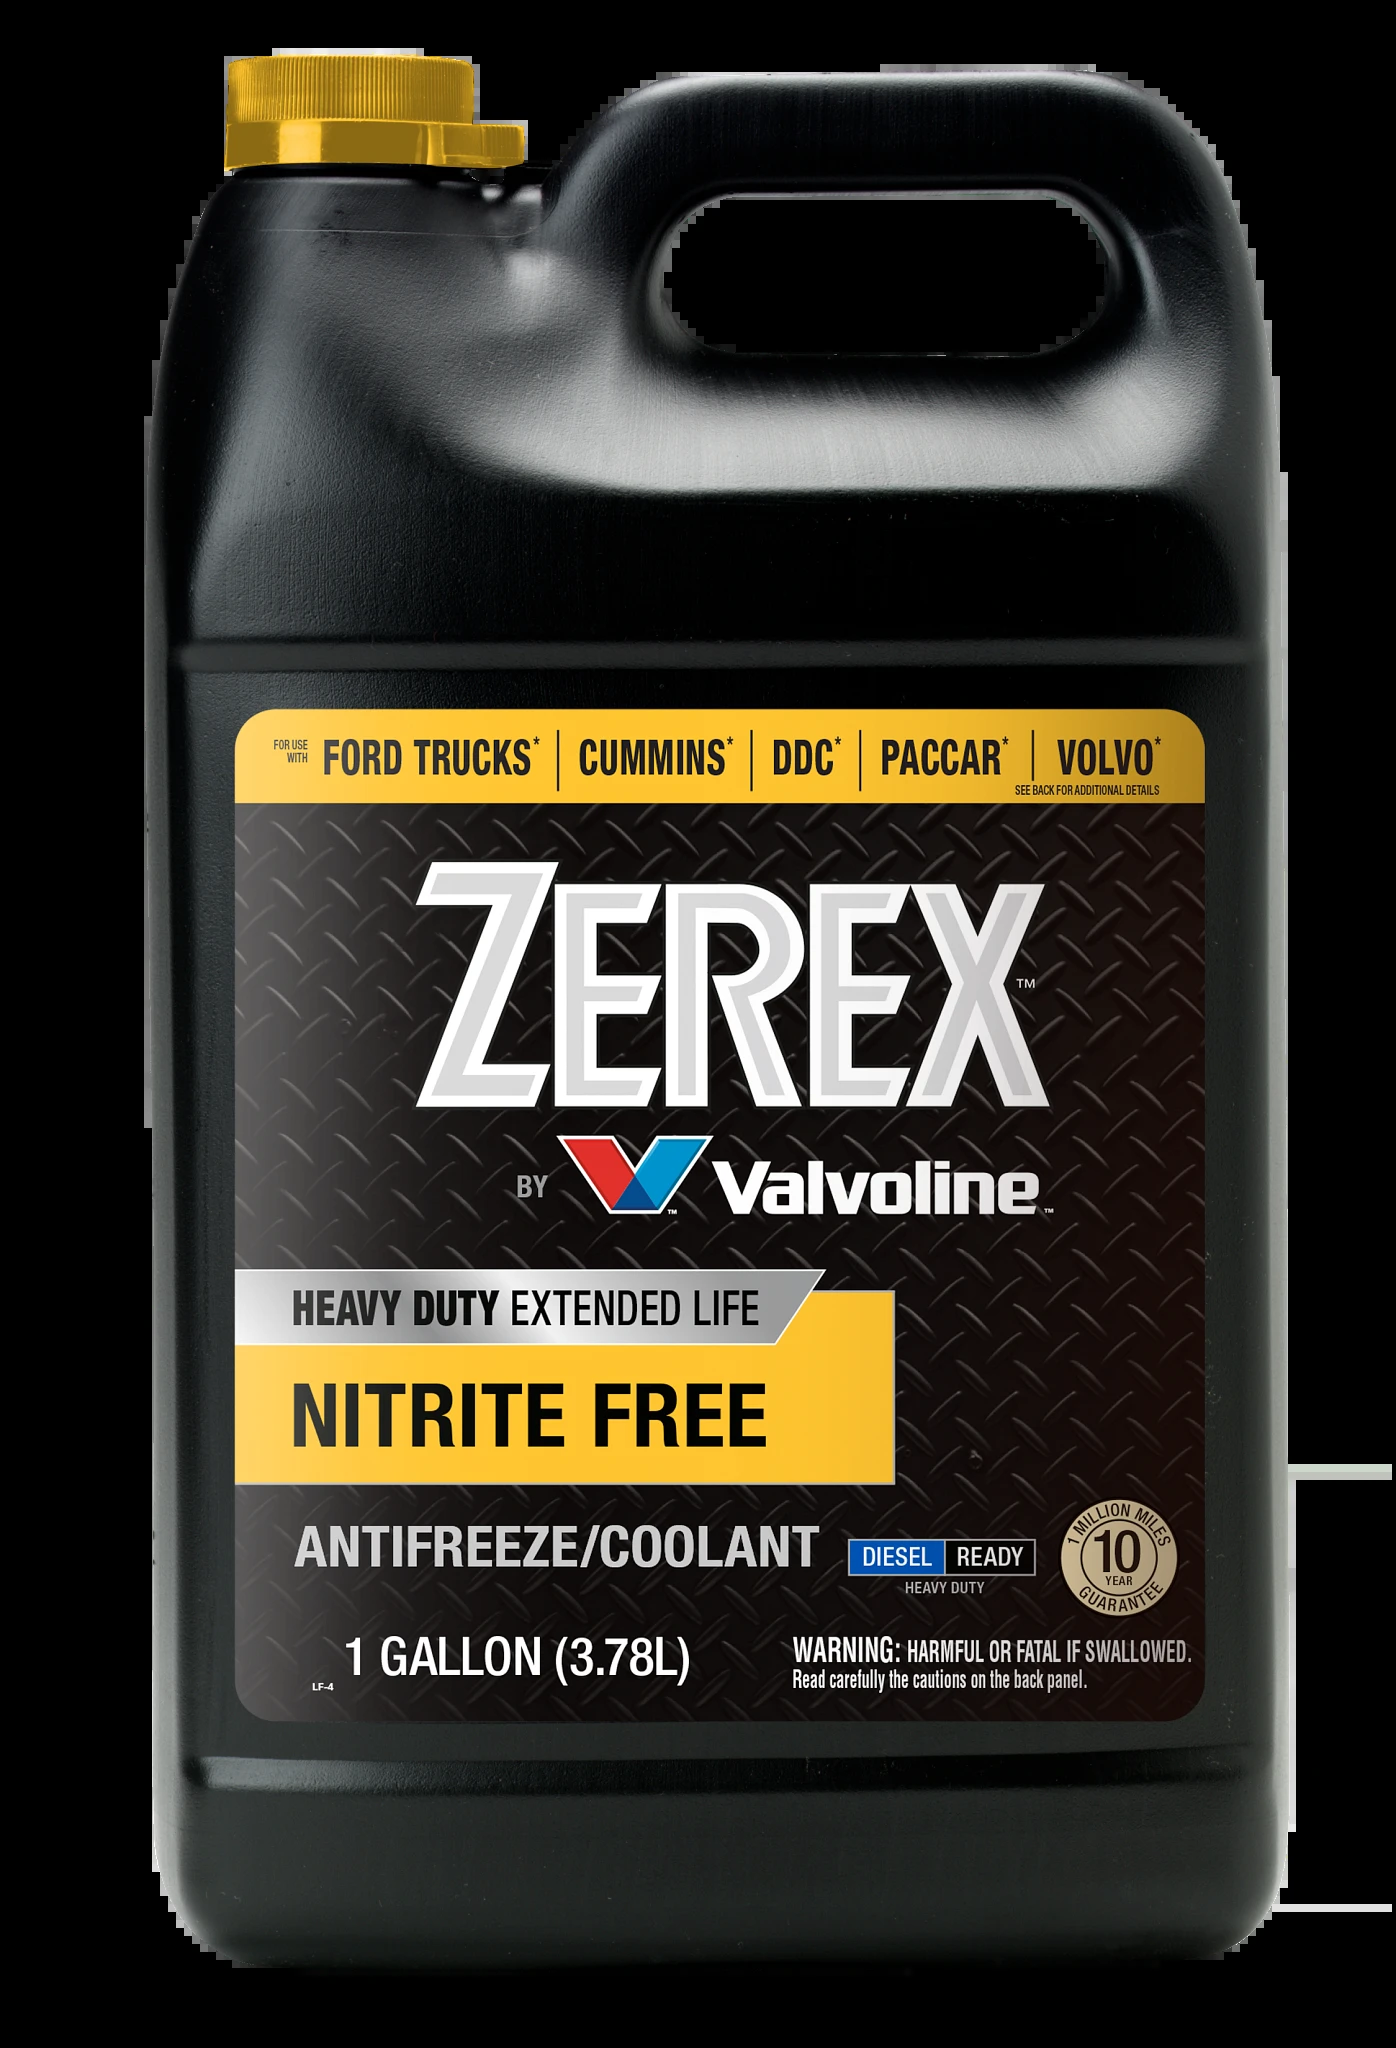 FOR USE
WITH
FORD TRUCKS* | CUMMINS* | DDC* | PACCAR* | VOLVO*
SEE BACK FOR ADDITIONAL DETAILS
ZEREX™
BY Valvoline™
HEAVY DUTY EXTENDED LIFE
NITRITE FREE
ANTIFREEZE/COOLANT
DIESEL READY
HEAVY DUTY
1 MILLION MILES
10
YEAR
GUARANTEE
1 GALLON (3.78L)
LF-4
WARNING: HARMFUL OR FATAL IF SWALLOWED.
Read carefully the cautions on the back panel.